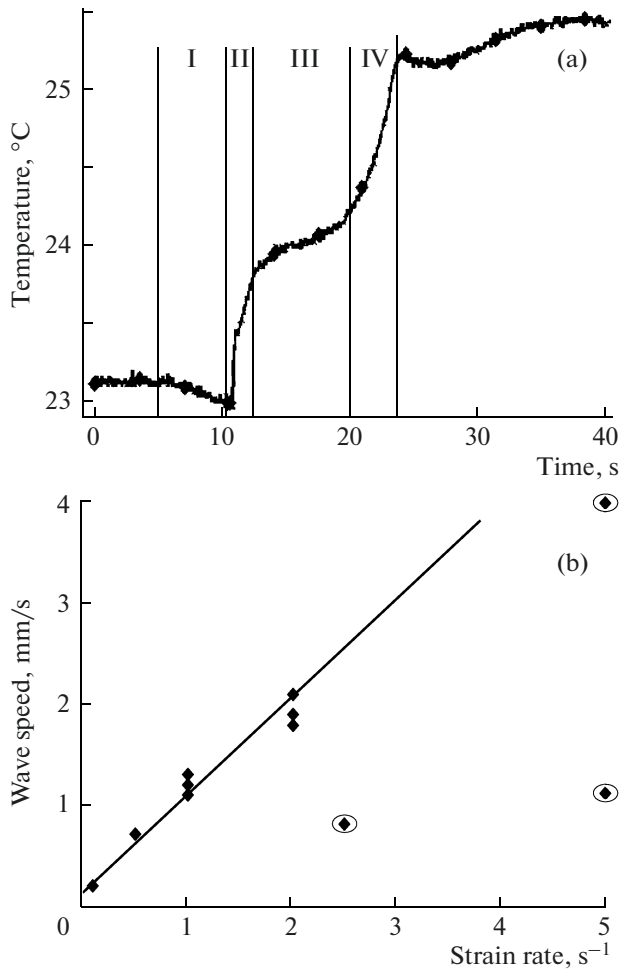 I II III IV
(a)
25
24
23
Temperature, °C
0 10 20 30 40
Time, s
4
(b)
3
2
1
0
Wave speed, mm/s
1 2 3 4 5
Strain rate, s⁻¹